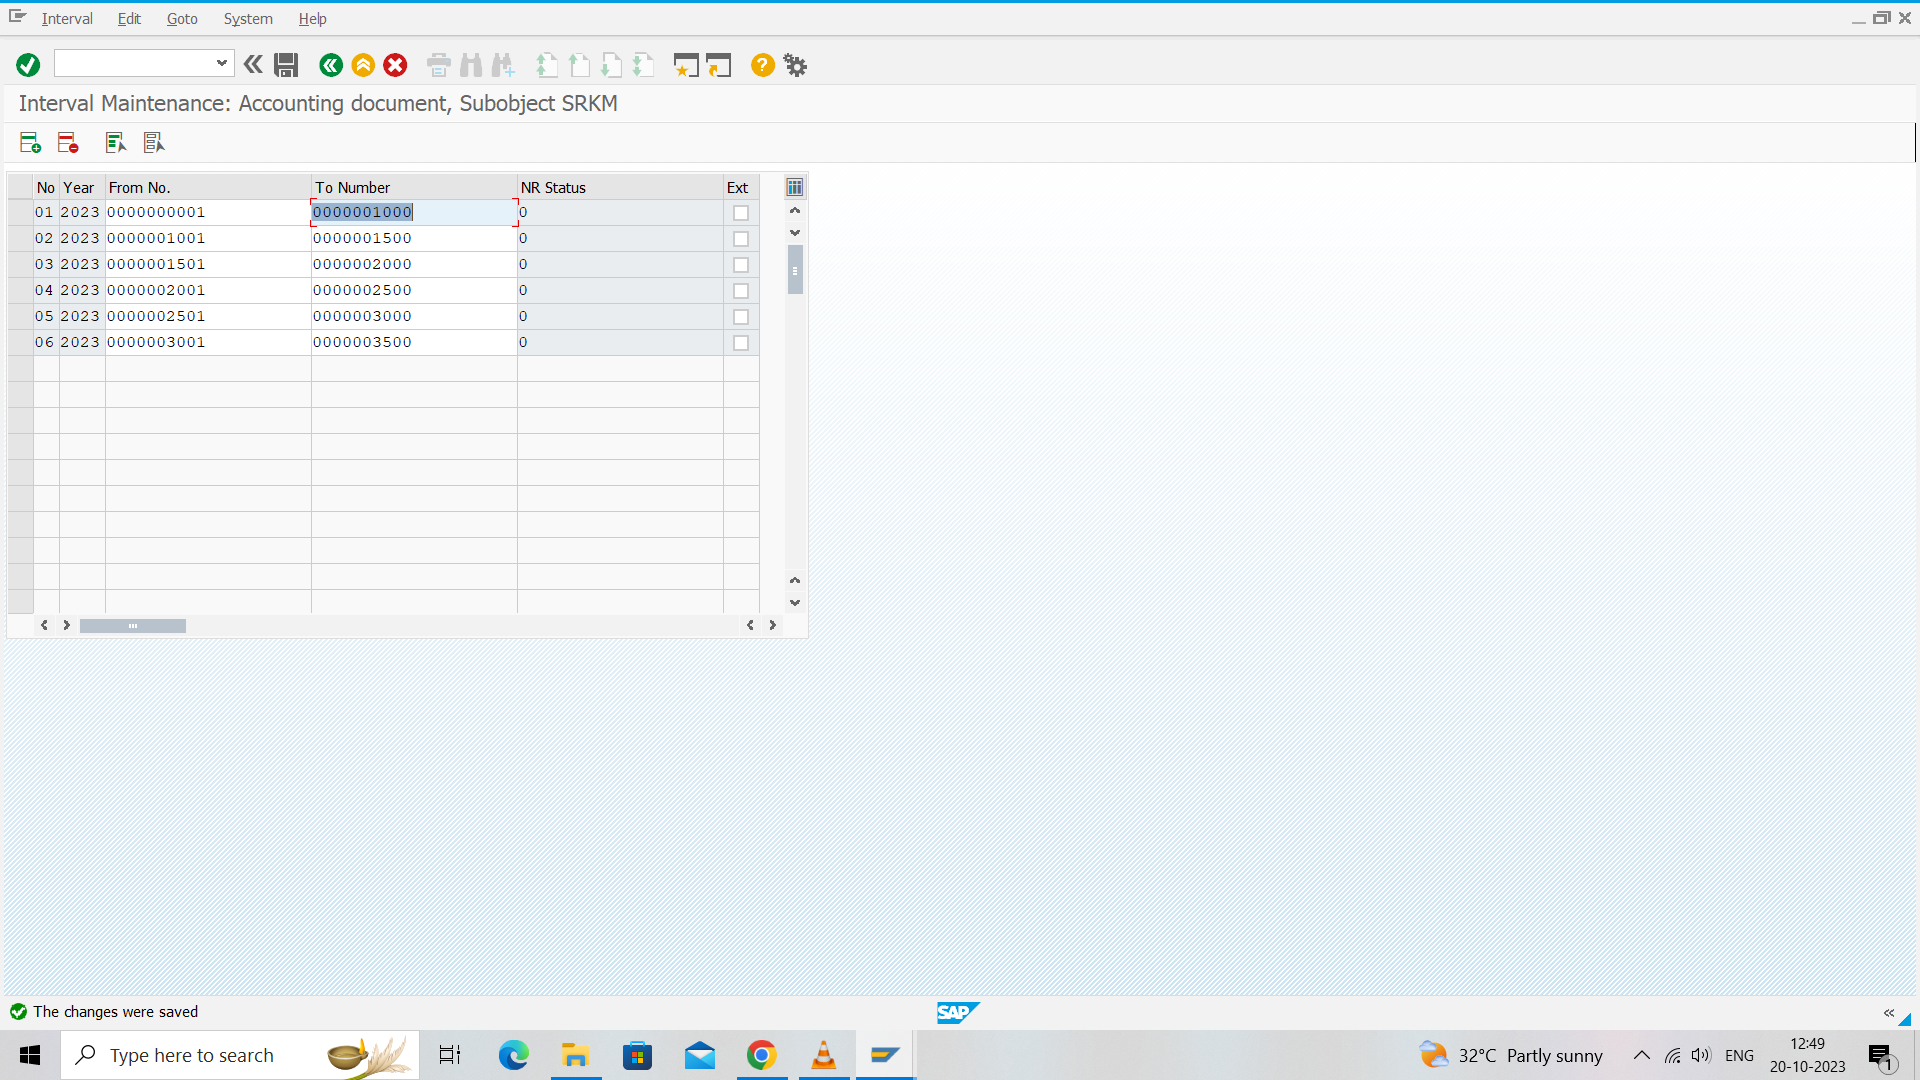 Interval Edit Goto System Help
Interval Maintenance: Accounting document, Subobject SRKM
No Year From No. To Number NR Status Ext
01 2023 0000000001 0000001000 0
02 2023 0000001001 0000001500 0
03 2023 0000001501 0000002000 0
04 2023 0000002001 0000002500 0
05 2023 0000002501 0000003000 0
06 2023 0000003001 0000003500 0
The changes were saved
SAP
Type here to search
32°C Partly sunny
ENG
12:49
20-10-2023
1